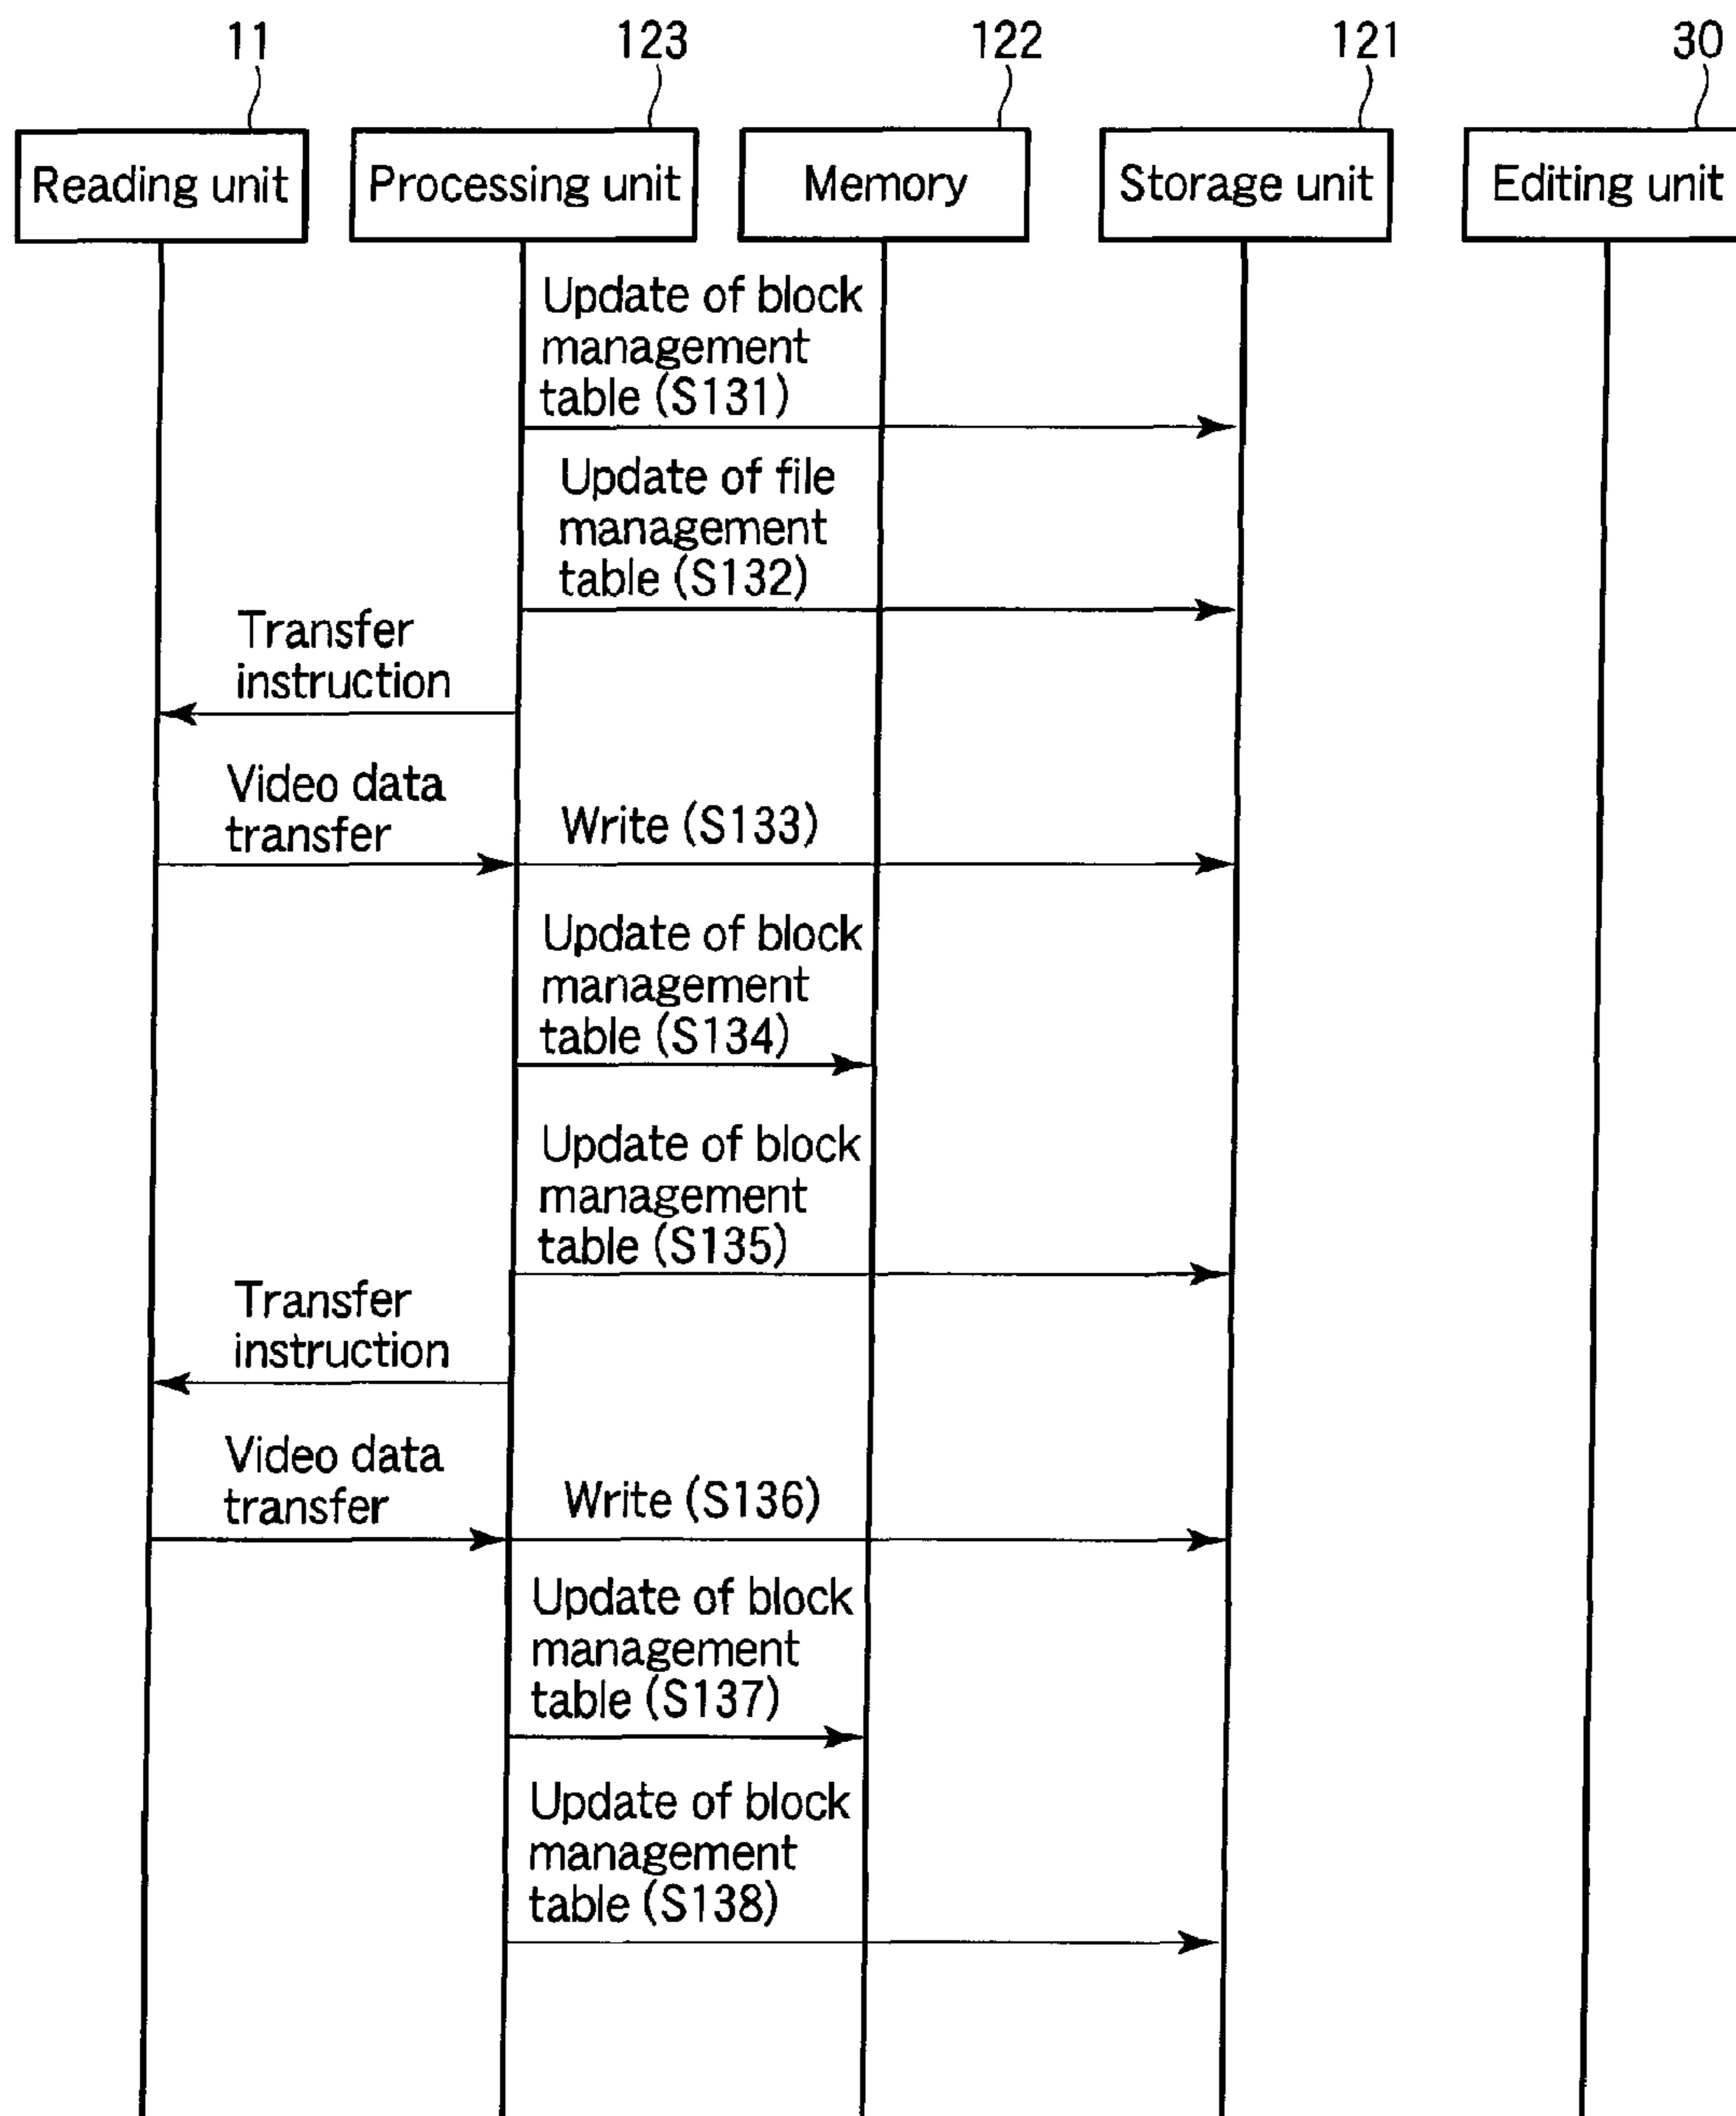 11 123 122 121 30
Reading unit Processing unit Memory Storage unit Editing unit
Update of block
management
table (S131)
Update of file
management
table (S132)
Transfer
instruction
Video data
transfer
Write (S133)
Update of block
management
table (S134)
Update of block
management
table (S135)
Transfer
instruction
Video data
transfer
Write (S136)
Update of block
management
table (S137)
Update of block
management
table (S138)